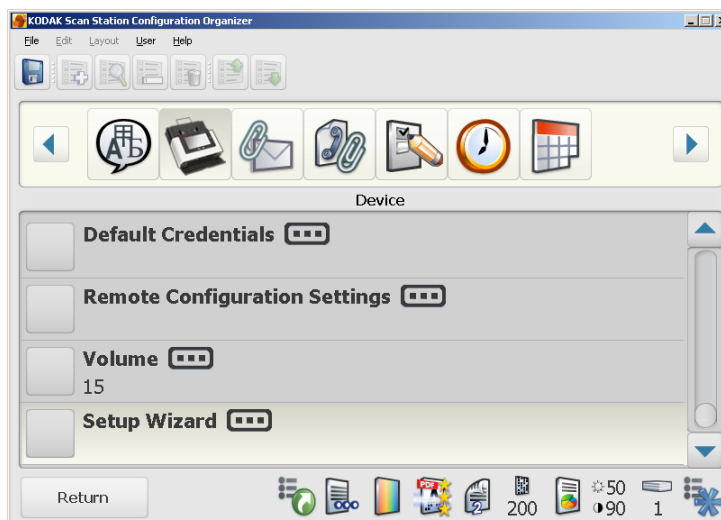 KODAK Scan Station Configuration Organizer
File Edit Layout User Help
АБ
Device
Default Credentials
Remote Configuration Settings
Volume
15
Setup Wizard
Return
PDF
2
200
50
90
1